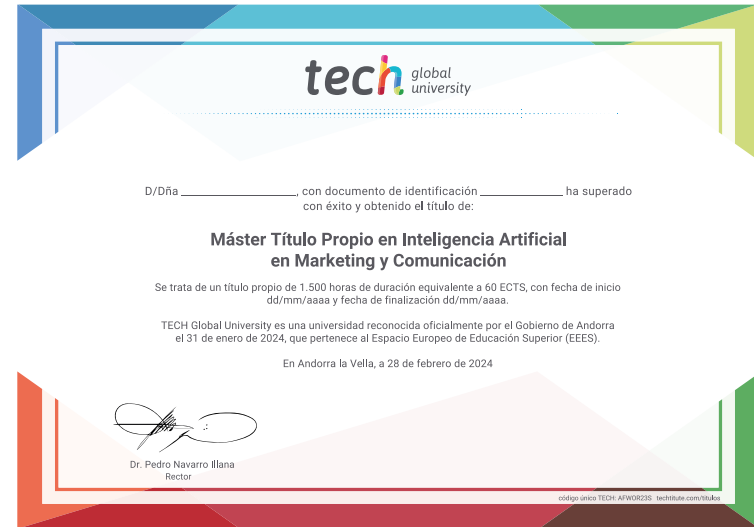 tech global university
D/Dña ____________________, con documento de identificación ______________ ha superado
con éxito y obtenido el título de:
Máster Título Propio en Inteligencia Artificial
en Marketing y Comunicación
Se trata de un título propio de 1.500 horas de duración equivalente a 60 ECTS, con fecha de inicio
dd/mm/aaaa y fecha de finalización dd/mm/aaaa.
TECH Global University es una universidad reconocida oficialmente por el Gobierno de Andorra
el 31 de enero de 2024, que pertenece al Espacio Europeo de Educación Superior (EEES).
En Andorra la Vella, a 28 de febrero de 2024
Dr. Pedro Navarro Illana
Rector
código único TECH: AFWOR23S techtitute.com/titulos